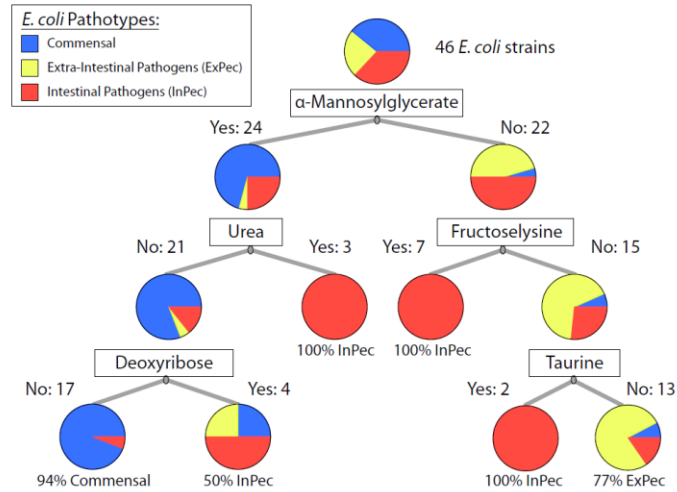 E. coli Pathotypes:
Commensal
Extra-Intestinal Pathogens (ExPec)
Intestinal Pathogens (InPec)
46 E. coli strains
α-Mannosylglycerate
Yes: 24
No: 22
Urea
Fructoselysine
No: 21
Yes: 3
Yes: 7
No: 15
100% InPec
100% InPec
Deoxyribose
Taurine
No: 17
Yes: 4
Yes: 2
No: 13
94% Commensal
50% InPec
100% InPec
77% ExPec